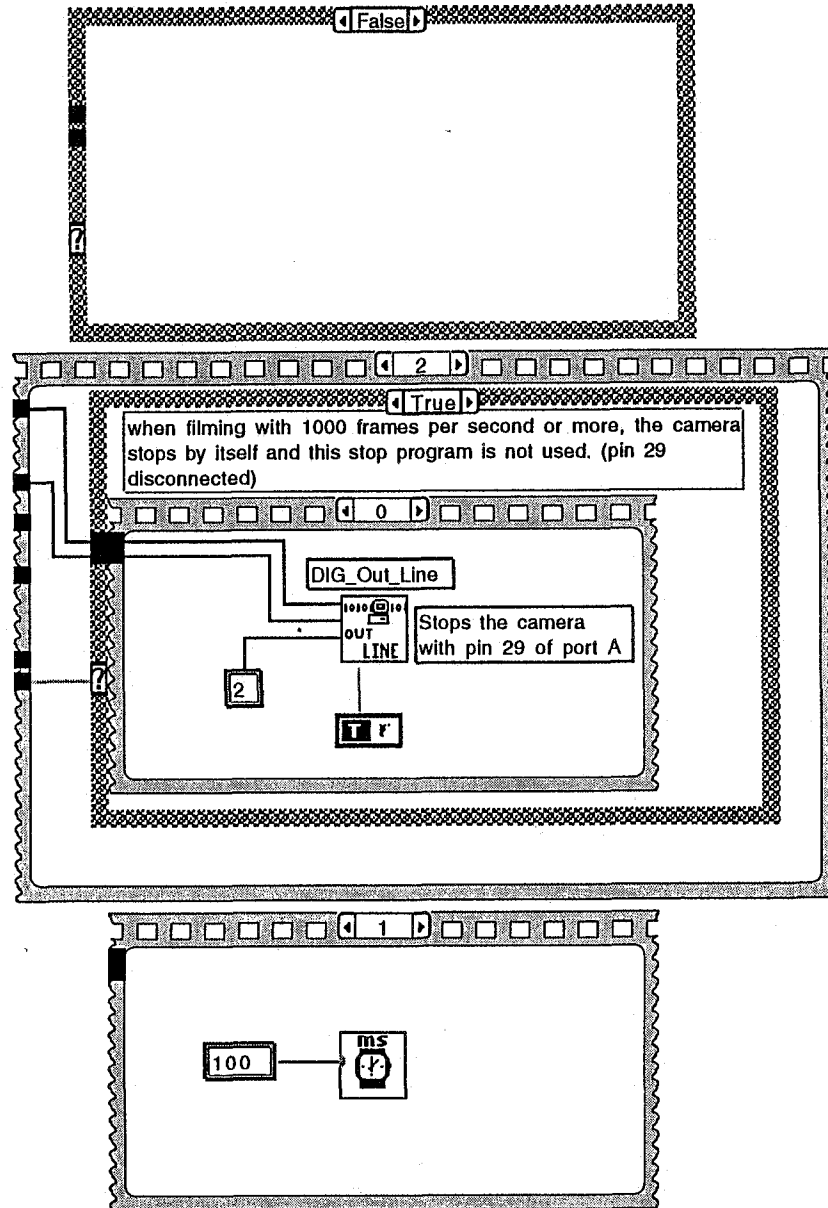 False
?
2
True
when filming with 1000 frames per second or more, the camera
stops by itself and this stop program is not used. (pin 29
disconnected)
0
DIG_Out_Line
OUT
LINE
Stops the camera
with pin 29 of port A
?
2
T r
1
ms
100